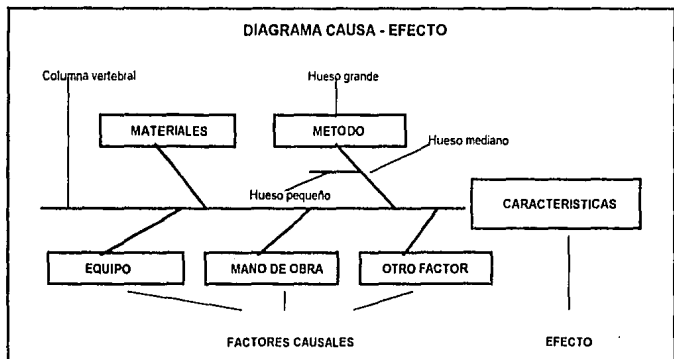 DIAGRAMA CAUSA - EFECTO
Columna vertebral
Hueso grande
MATERIALES
METODO
Hueso mediano
Hueso pequeño
CARACTERISTICAS
EQUIPO
MANO DE OBRA
OTRO FACTOR
FACTORES CAUSALES
EFECTO